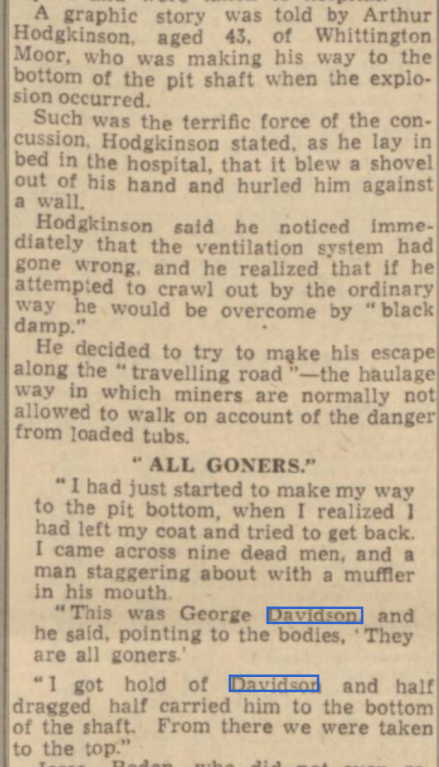 A graphic story was told by Arthur
Hodgkinson, aged 43, of Whittington
Moor, who was making his way to the
bottom of the pit shaft when the explo-
sion occurred.
Such was the terrific force of the con-
cussion, Hodgkinson stated, as he lay in
bed in the hospital, that it blew a shovel
out of his hand and hurled him against
a wall.
Hodgkinson said he noticed imme-
diately that the ventilation system had
gone wrong, and he realized that if he
attempted to crawl out by the ordinary
way he would be overcome by "black
damp."
He decided to try to make his escape
along the "travelling road"—the haulage
way in which miners are normally not
allowed to walk on account of the danger
from loaded tubs.
"ALL GONERS."
"I had just started to make my way
to the pit bottom, when I realized I
had left my coat and tried to get back.
I came across nine dead men, and a
man staggering about with a muffler
in his mouth.
"This was George Davidson, and
he said, pointing to the bodies, 'They
are all goners.'
"I got hold of Davidson and half
dragged half carried him to the bottom
of the shaft. From there we were taken
to the top."